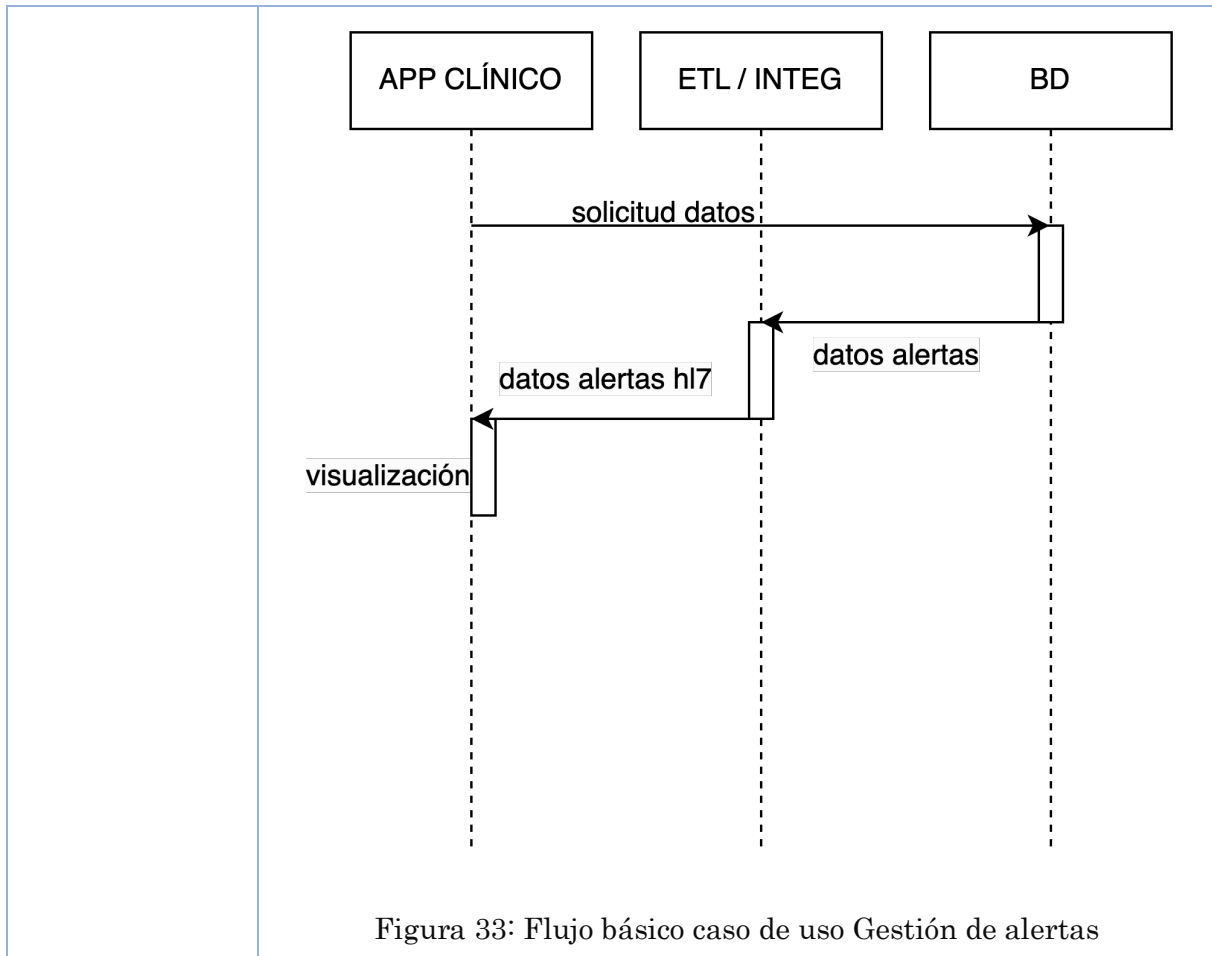 APP CLÍNICO
ETL / INTEG
BD
solicitud datos
datos alertas
datos alertas hl7
visualización
Figura 33: Flujo básico caso de uso Gestión de alertas